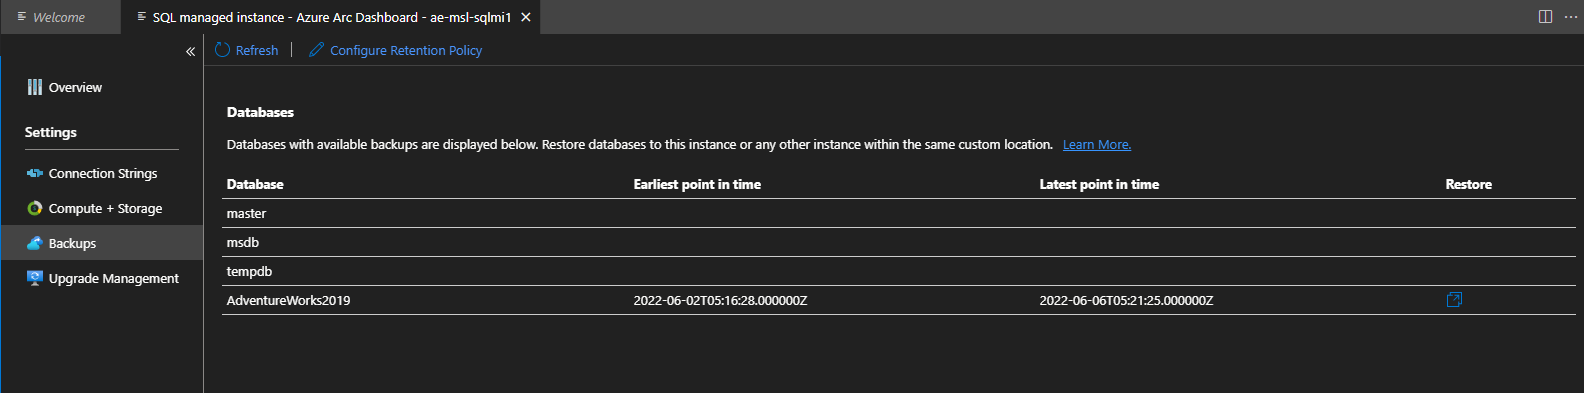 Welcome
SQL managed instance - Azure Arc Dashboard - ae-msl-sqlmi1
Refresh
Configure Retention Policy
Overview
Settings
Connection Strings
Compute + Storage
Backups
Upgrade Management
Databases
Databases with available backups are displayed below. Restore databases to this instance or any other instance within the same custom location. Learn More.
Database Earliest point in time Latest point in time Restore
master
msdb
tempdb
AdventureWorks2019 2022-06-02T05:16:28.000000Z 2022-06-06T05:21:25.000000Z